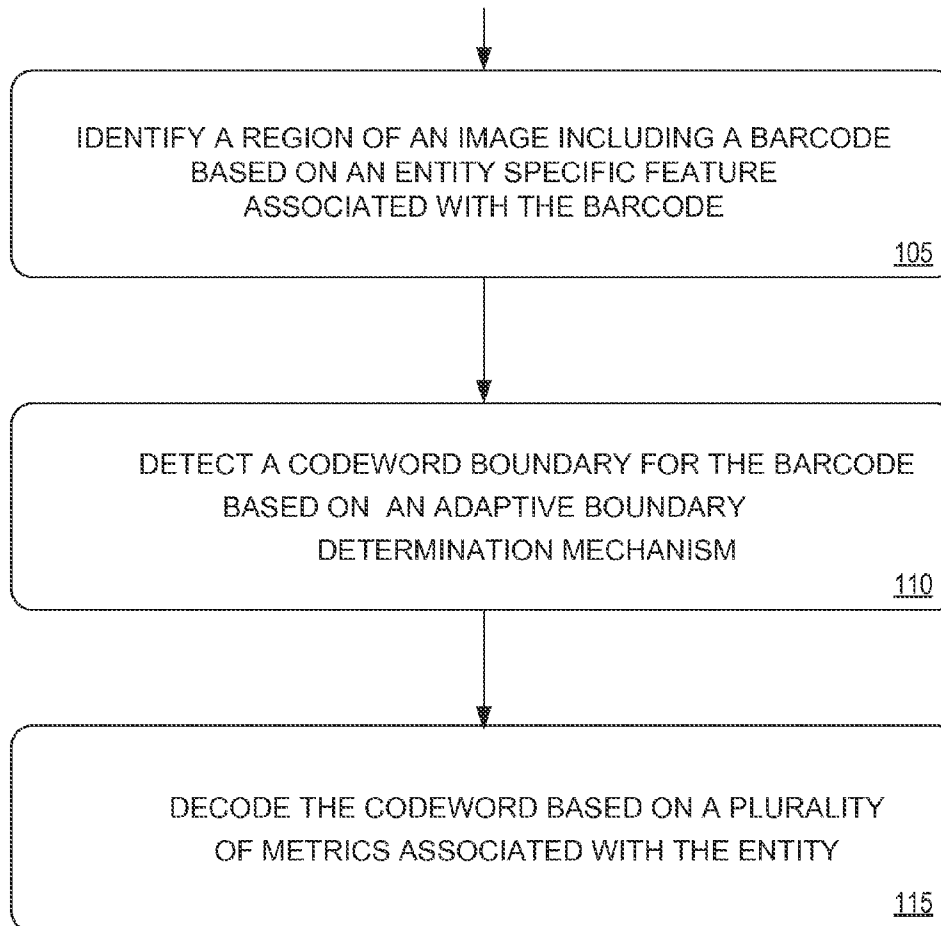 IDENTIFY A REGION OF AN IMAGE INCLUDING A BARCODE
BASED ON AN ENTITY SPECIFIC FEATURE
ASSOCIATED WITH THE BARCODE
105
DETECT A CODEWORD BOUNDARY FOR THE BARCODE
BASED ON AN ADAPTIVE BOUNDARY
DETERMINATION MECHANISM
110
DECODE THE CODEWORD BASED ON A PLURALITY
OF METRICS ASSOCIATED WITH THE ENTITY
115